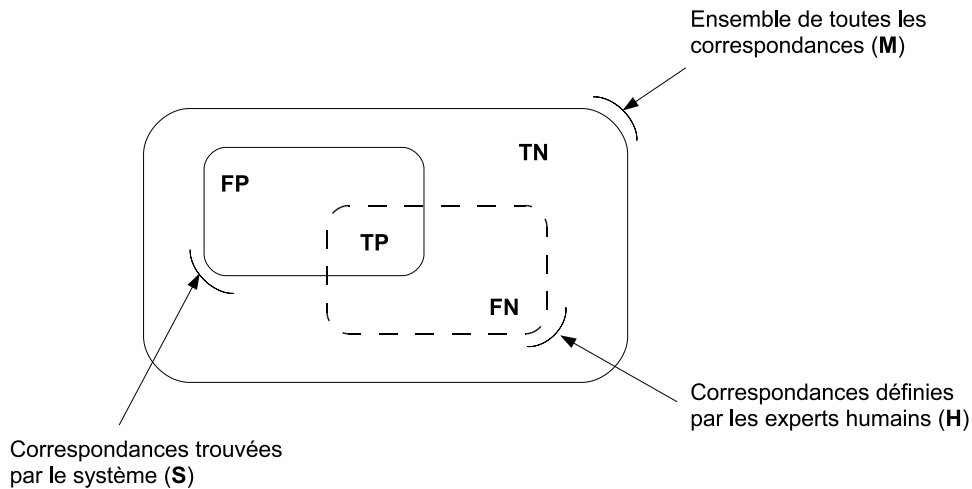 Ensemble de toutes les
correspondances (M)
TN
FP
TP
FN
Correspondances définies
par les experts humains (H)
Correspondances trouvées
par le système (S)